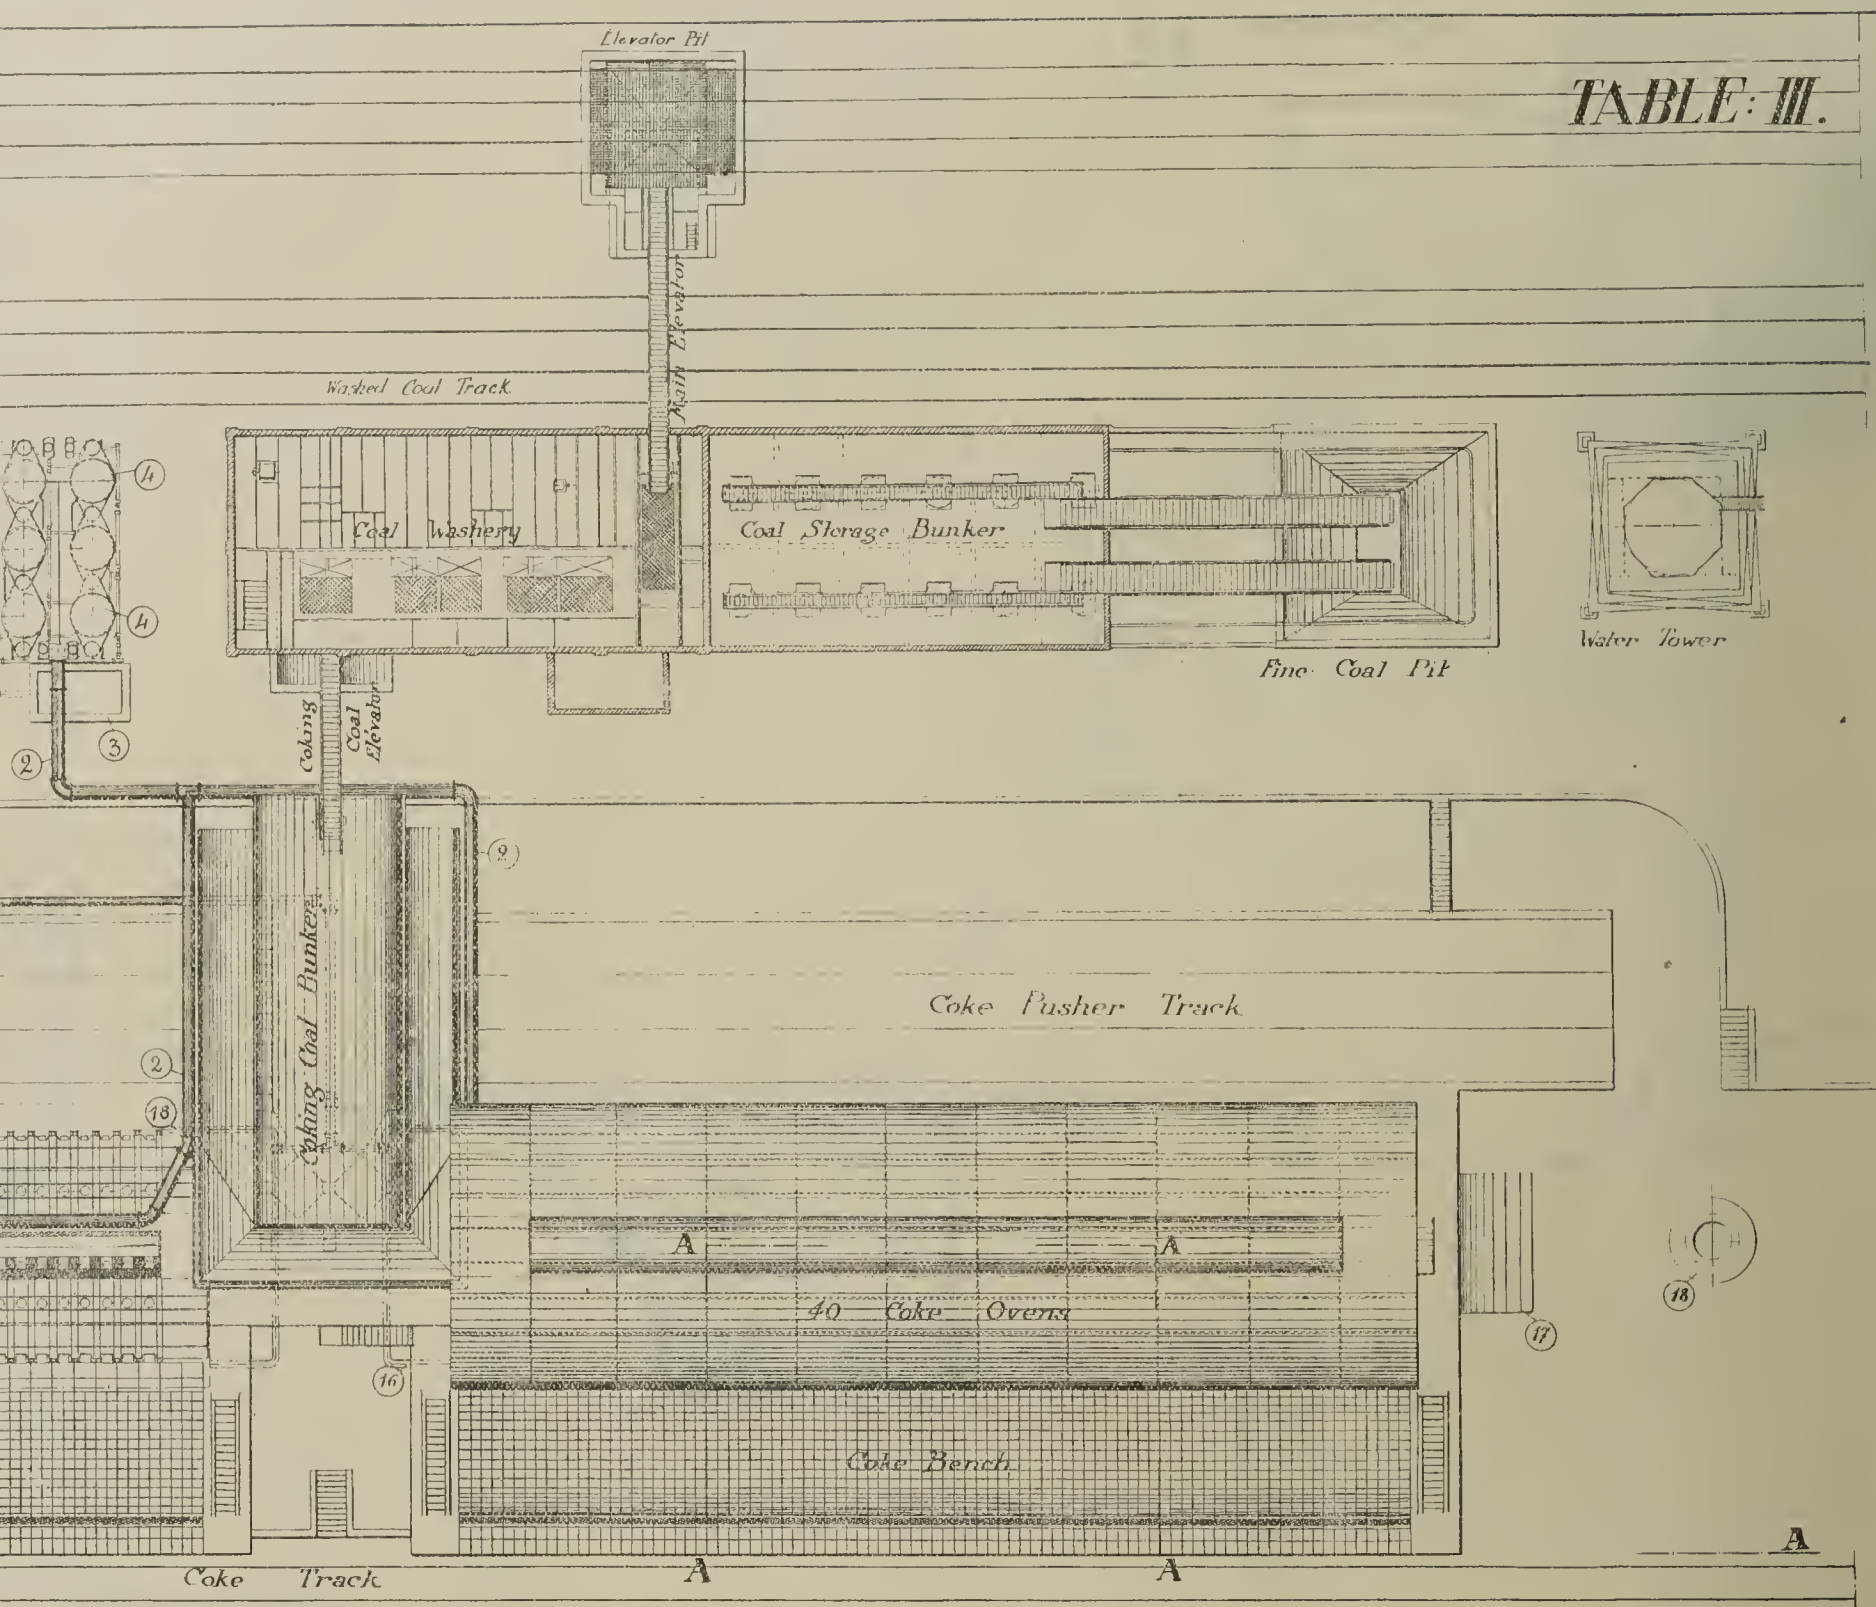 Elevator Pit
TABLE: III.
Main Elevator
Washed Coal Track.
4
Coal Washery
Coal Storage Bunker
4
Water Tower
Fine Coal Pit
Coking
Coal
Elevator
3
2
2
Coking Coal Bunkers
Coke Pusher Track
2
18
A
A
18
40 Coke Ovens
17
16
Coke Bench
A
Coke Track
A
A